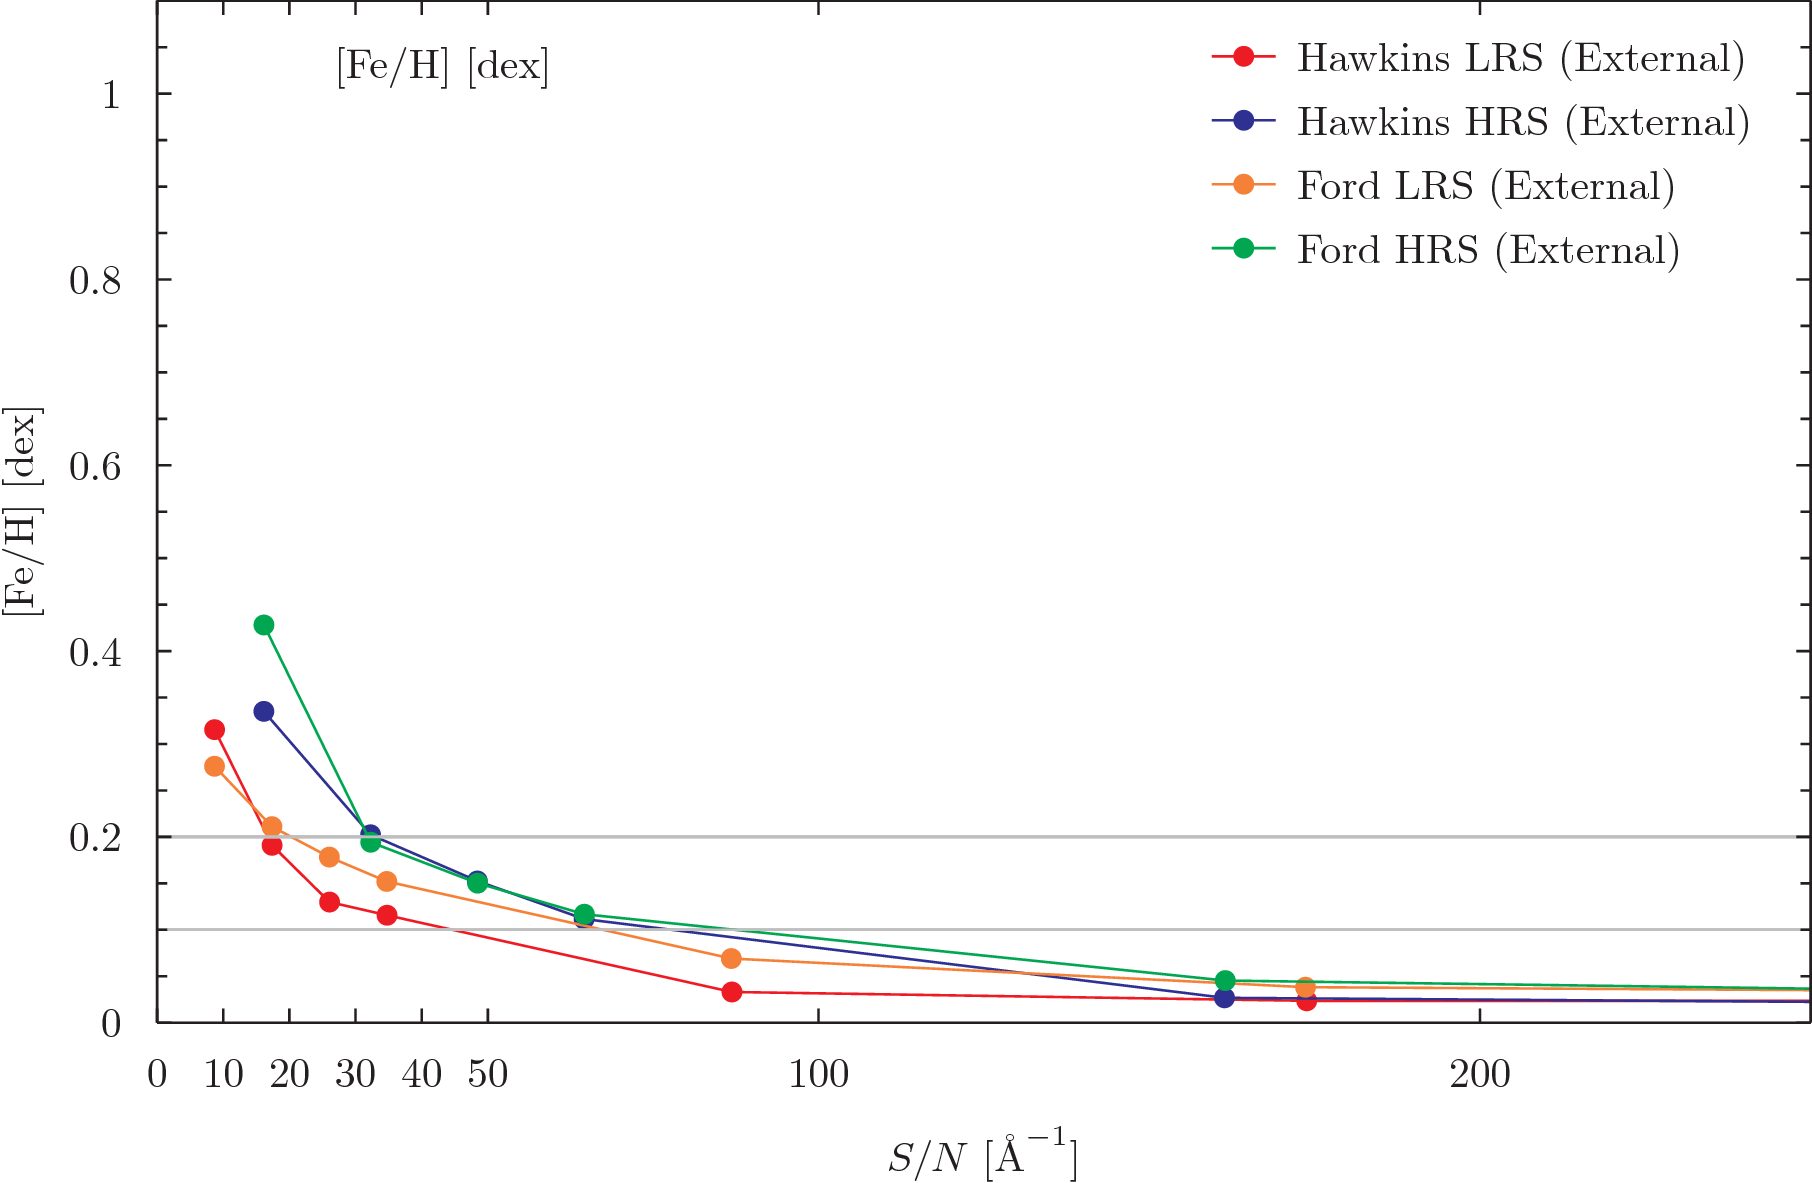 [Fe/H] [dex]
Hawkins LRS (External)
Hawkins HRS (External)
Ford LRS (External)
Ford HRS (External)
[Fe/H] [dex]
1
0.8
0.6
0.4
0.2
0
0 10 20 30 40 50 100 200
S/N [Å⁻¹]